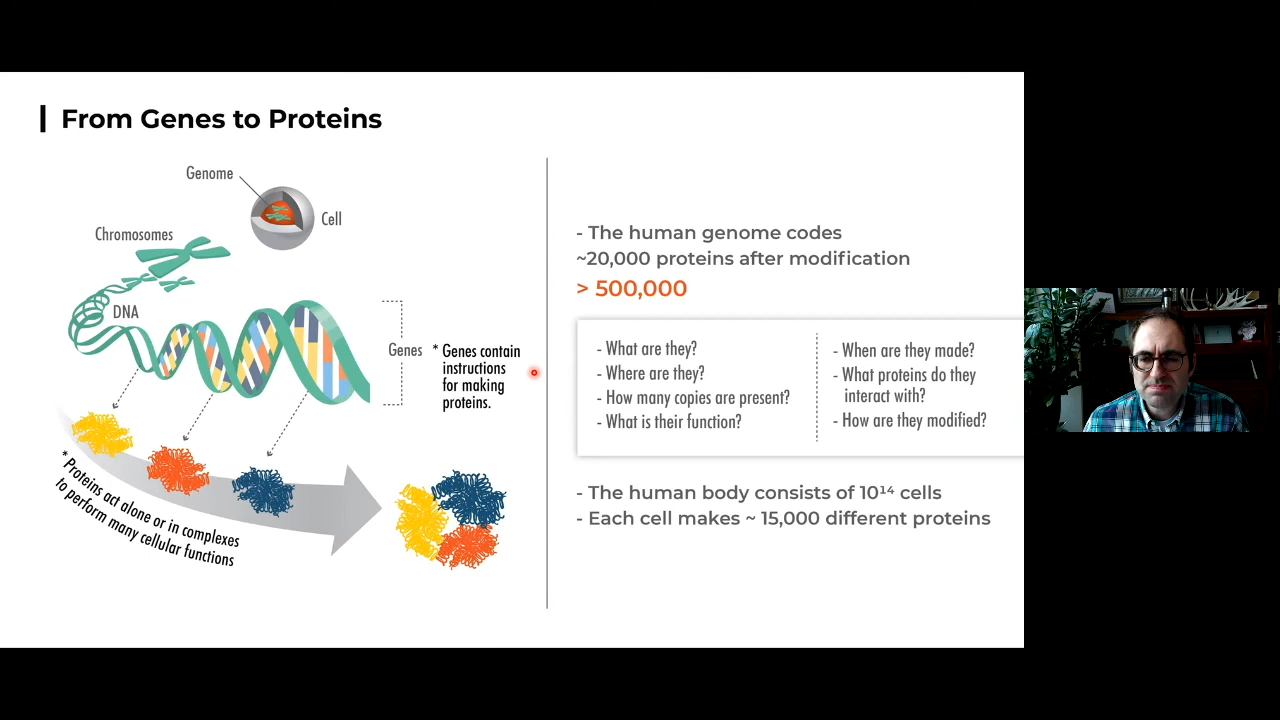 From Genes to Proteins
Genome
Cell
Chromosomes
DNA
Genes
* Genes contain
instructions
for making
proteins.
* Proteins act alone or in complexes
to perform many cellular functions
- The human genome codes
~20,000 proteins after modification
> 500,000
- What are they?
- Where are they?
- How many copies are present?
- What is their function?
- When are they made?
- What proteins do they
interact with?
- How are they modified?
- The human body consists of 10¹⁴ cells
- Each cell makes ~ 15,000 different proteins